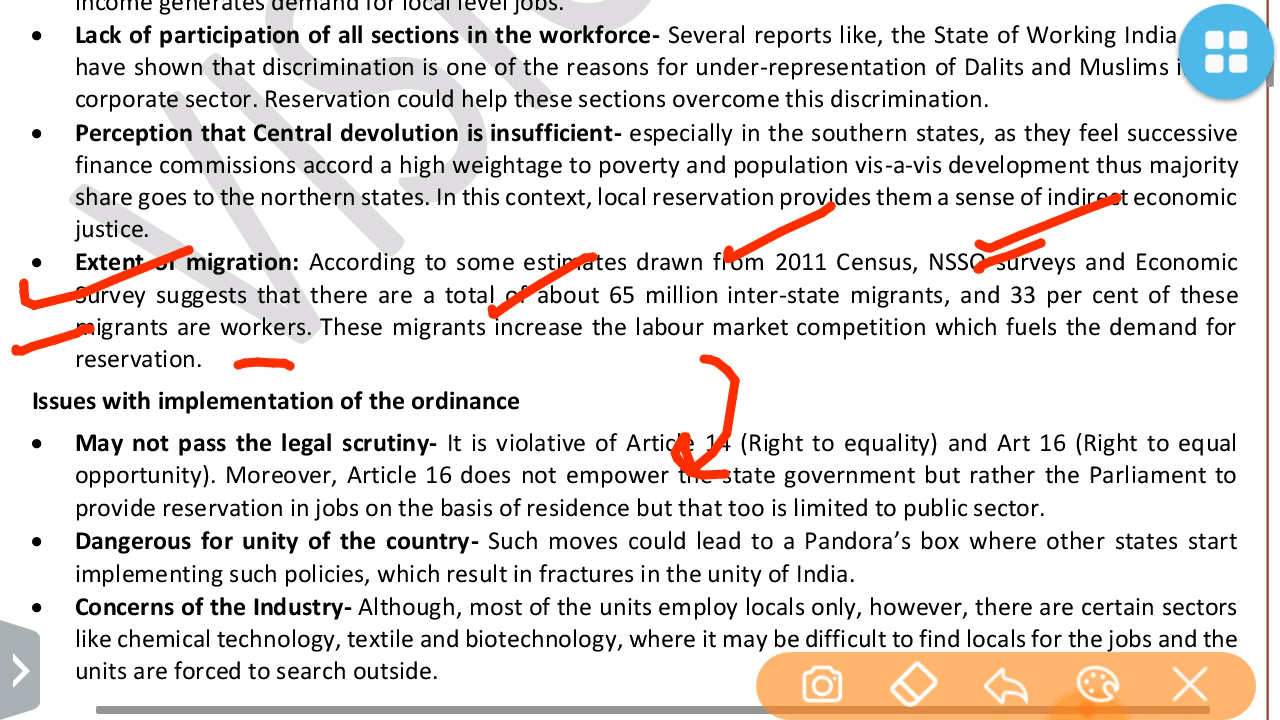 income generates demand for local level jobs.
• Lack of participation of all sections in the workforce- Several reports like, the State of Working India
have shown that discrimination is one of the reasons for under-representation of Dalits and Muslims
corporate sector. Reservation could help these sections overcome this discrimination.
• Perception that Central devolution is insufficient- especially in the southern states, as they feel successive
finance commissions accord a high weightage to poverty and population vis-a-vis development thus majority
share goes to the northern states. In this context, local reservation provides them a sense of indirect economic
justice.
• Extent of migration: According to some estimates drawn from 2011 Census, NSSO surveys and Economic
Survey suggests that there are a total of about 65 million inter-state migrants, and 33 per cent of these
migrants are workers. These migrants increase the labour market competition which fuels the demand for
reservation.
Issues with implementation of the ordinance
• May not pass the legal scrutiny- It is violative of Article 14 (Right to equality) and Art 16 (Right to equal
opportunity). Moreover, Article 16 does not empower the state government but rather the Parliament to
provide reservation in jobs on the basis of residence but that too is limited to public sector.
• Dangerous for unity of the country- Such moves could lead to a Pandora’s box where other states start
implementing such policies, which result in fractures in the unity of India.
• Concerns of the Industry- Although, most of the units employ locals only, however, there are certain sectors
like chemical technology, textile and biotechnology, where it may be difficult to find locals for the jobs and the
units are forced to search outside.